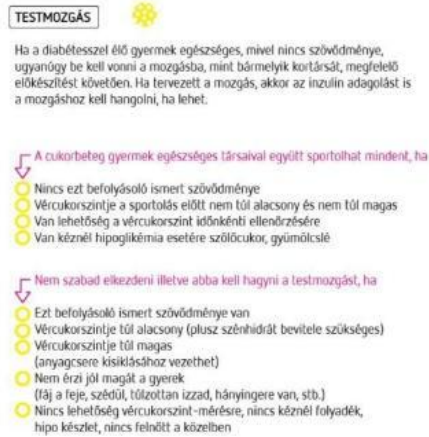 TESTMOZGÁS
Ha a diabétesszel élő gyermek egészséges, mivel nincs szövődménye,
ugyanúgy be kell vonni a mozgásba, mint bármelyik kortársát, megfelelő
előkészítést követően. Ha tervezett a mozgás, akkor az inzulin adagolást is
a mozgáshoz kell hangolni, ha lehet.
A cukorbeteg gyermek egészséges társaival együtt sportolhat mindent, ha
Nincs ezt befolyásoló ismert szövődménye
Vércukorszintje a sportolás előtt nem túl alacsony és nem túl magas
Van lehetőség a vércukorszint időnkénti ellenőrzésére
Van kéznél hipoglikémia esetére szőlőcukor, gyümölcslé
Nem szabad elkezdeni illetve abba kell hagyni a testmozgást, ha
Ezt befolyásoló ismert szövődménye van
Vércukorszintje túl alacsony (plusz szénhidrát bevitele szükséges)
Vércukorszintje túl magas
(anyagcsere kisiklásához vezethet)
Nem érzi jól magát a gyerek
(fáj a feje, szédül, túlzottan izzad, hányingere van, stb.)
Nincs lehetőség vércukorszint-mérésre, nincs kéznél folyadék,
hipo készlet, nincs felnőtt a közelben